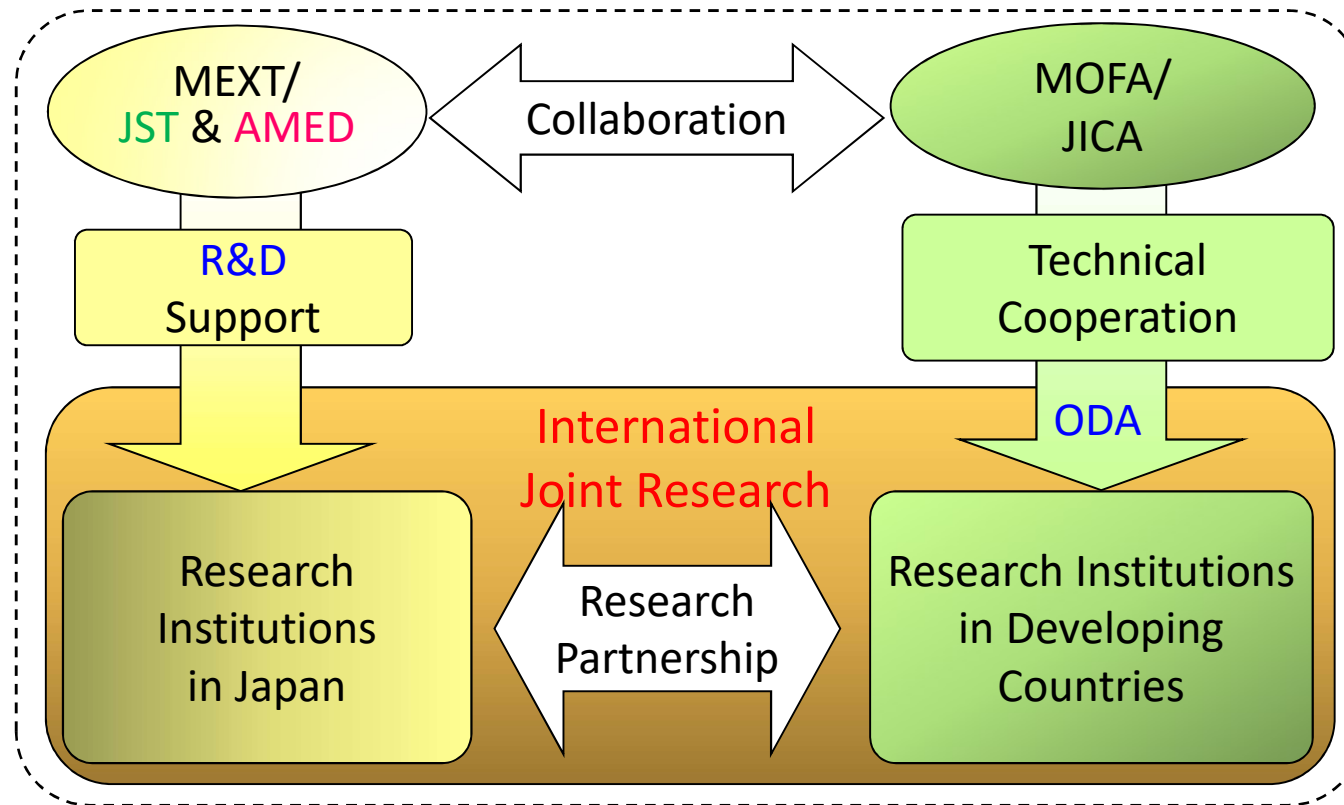 MEXT/
JST & AMED
Collaboration
MOFA/
JICA
R&D
Support
Technical
Cooperation
ODA
International
Joint Research
Research
Institutions
in Japan
Research
Partnership
Research Institutions
in Developing
Countries